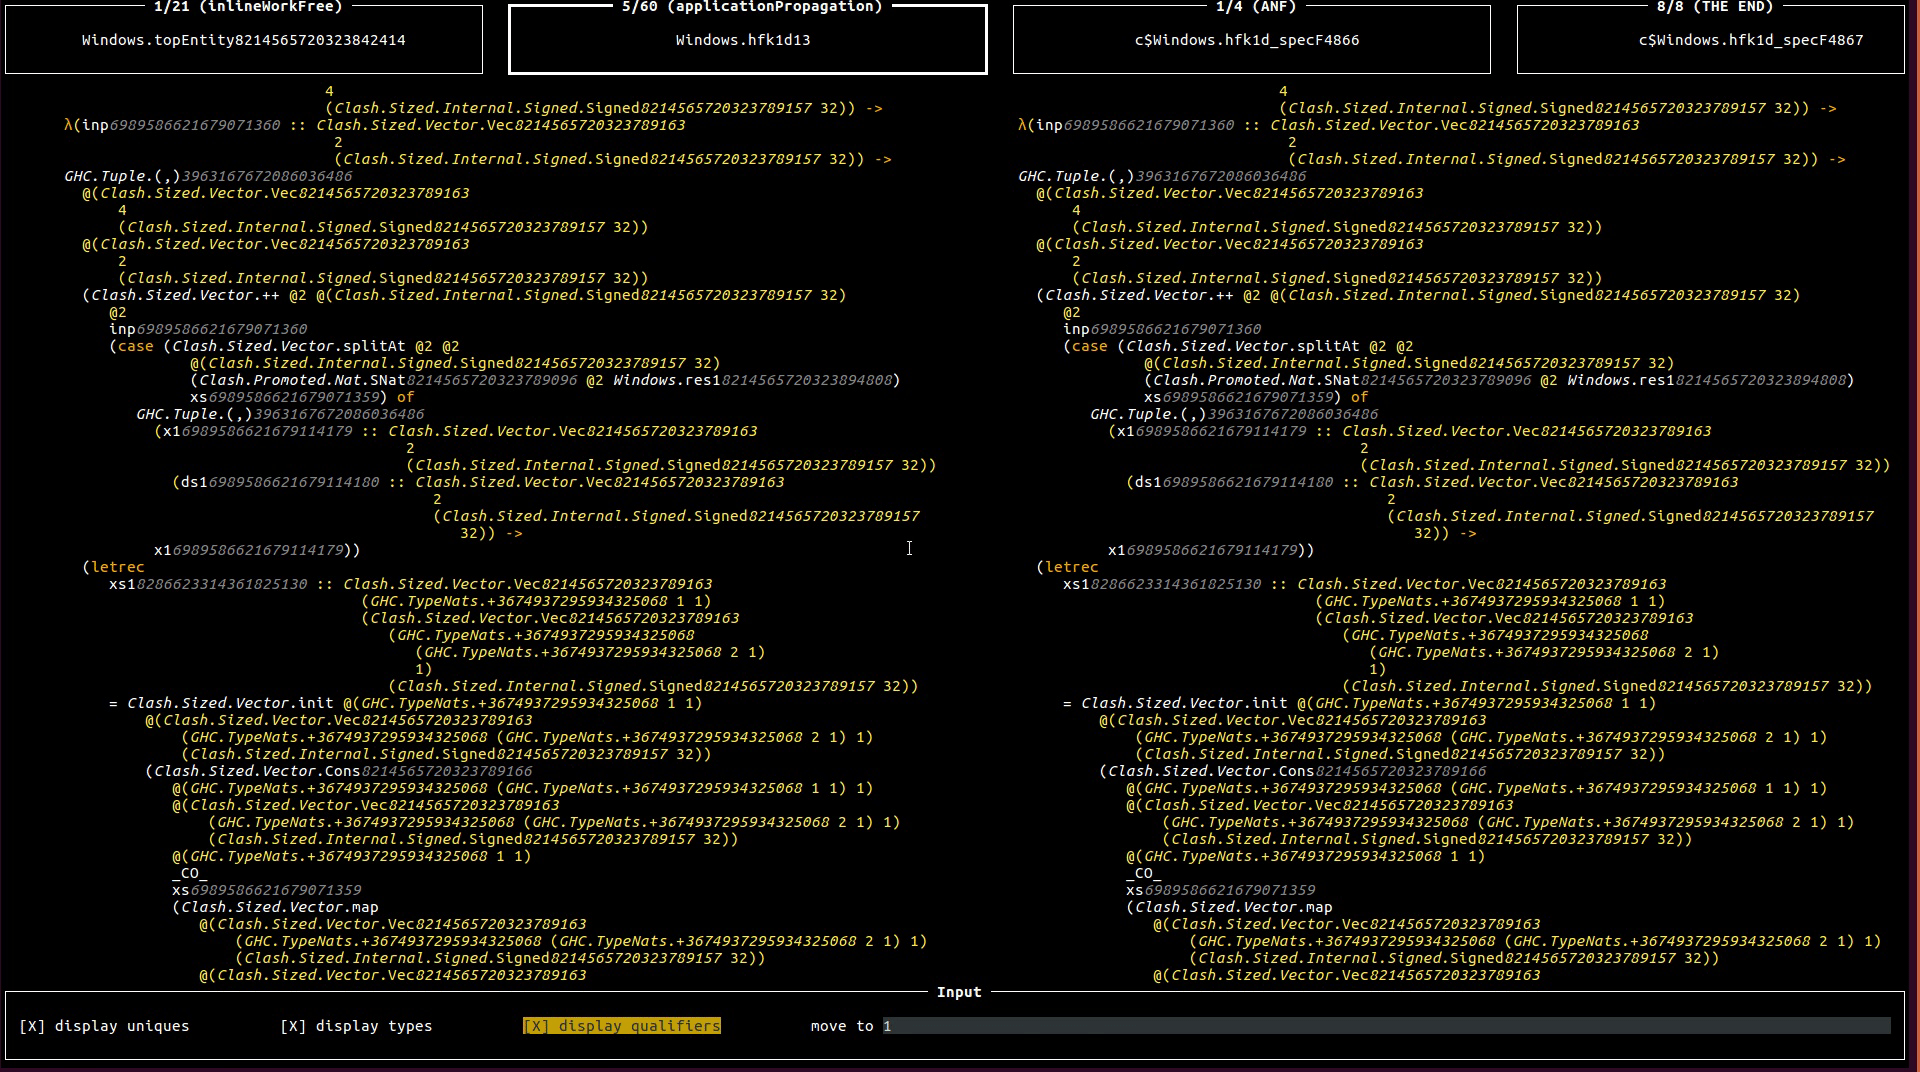 1/21 (inlineWorkFree)
Windows.topEntity8214565720323842414
5/60 (applicationPropagation)
Windows.hfk1d13
1/4 (ANF)
c$Windows.hfk1d_specF4866
8/8 (THE END)
c$Windows.hfk1d_specF4867
4
(Clash.Sized.Internal.Signed.Signed8214565720323789157 32)) ->
λ(inp6989586621679071360 :: Clash.Sized.Vector.Vec8214565720323789163
2
(Clash.Sized.Internal.Signed.Signed8214565720323789157 32)) ->
GHC.Tuple.(,)3963167672086036486
@(Clash.Sized.Vector.Vec8214565720323789163
4
(Clash.Sized.Internal.Signed.Signed8214565720323789157 32))
@(Clash.Sized.Vector.Vec8214565720323789163
2
(Clash.Sized.Internal.Signed.Signed8214565720323789157 32))
(Clash.Sized.Vector.++ @2 @(Clash.Sized.Internal.Signed.Signed8214565720323789157 32)
@2
inp6989586621679071360
(case (Clash.Sized.Vector.splitAt @2 @2
@(Clash.Sized.Internal.Signed.Signed8214565720323789157 32)
(Clash.Promoted.Nat.SNat8214565720323789096 @2 Windows.res18214565720323894808)
xs6989586621679071359) of
GHC.Tuple.(,)3963167672086036486
(x16989586621679114179 :: Clash.Sized.Vector.Vec8214565720323789163
2
(Clash.Sized.Internal.Signed.Signed8214565720323789157 32))
(ds16989586621679114180 :: Clash.Sized.Vector.Vec8214565720323789163
2
(Clash.Sized.Internal.Signed.Signed8214565720323789157
32)) ->
x16989586621679114179))
(letrec
xs18286623314361825130 :: Clash.Sized.Vector.Vec8214565720323789163
(GHC.TypeNats.+3674937295934325068 1 1)
(Clash.Sized.Vector.Vec8214565720323789163
(GHC.TypeNats.+3674937295934325068
(GHC.TypeNats.+3674937295934325068 2 1)
1)
(Clash.Sized.Internal.Signed.Signed8214565720323789157 32))
= Clash.Sized.Vector.init @(GHC.TypeNats.+3674937295934325068 1 1)
@(Clash.Sized.Vector.Vec8214565720323789163
(GHC.TypeNats.+3674937295934325068 (GHC.TypeNats.+3674937295934325068 2 1) 1)
(Clash.Sized.Internal.Signed.Signed8214565720323789157 32))
(Clash.Sized.Vector.Cons8214565720323789166
@(GHC.TypeNats.+3674937295934325068 (GHC.TypeNats.+3674937295934325068 1 1) 1)
@(Clash.Sized.Vector.Vec8214565720323789163
(GHC.TypeNats.+3674937295934325068 (GHC.TypeNats.+3674937295934325068 2 1) 1)
(Clash.Sized.Internal.Signed.Signed8214565720323789157 32))
@(GHC.TypeNats.+3674937295934325068 1 1)
_CO_
xs6989586621679071359
(Clash.Sized.Vector.map
@(Clash.Sized.Vector.Vec8214565720323789163
(GHC.TypeNats.+3674937295934325068 (GHC.TypeNats.+3674937295934325068 2 1) 1)
(Clash.Sized.Internal.Signed.Signed8214565720323789157 32))
@(Clash.Sized.Vector.Vec8214565720323789163
4
(Clash.Sized.Internal.Signed.Signed8214565720323789157 32)) ->
λ(inp6989586621679071360 :: Clash.Sized.Vector.Vec8214565720323789163
2
(Clash.Sized.Internal.Signed.Signed8214565720323789157 32)) ->
GHC.Tuple.(,)3963167672086036486
@(Clash.Sized.Vector.Vec8214565720323789163
4
(Clash.Sized.Internal.Signed.Signed8214565720323789157 32))
@(Clash.Sized.Vector.Vec8214565720323789163
2
(Clash.Sized.Internal.Signed.Signed8214565720323789157 32))
(Clash.Sized.Vector.++ @2 @(Clash.Sized.Internal.Signed.Signed8214565720323789157 32)
@2
inp6989586621679071360
(case (Clash.Sized.Vector.splitAt @2 @2
@(Clash.Sized.Internal.Signed.Signed8214565720323789157 32)
(Clash.Promoted.Nat.SNat8214565720323789096 @2 Windows.res18214565720323894808)
xs6989586621679071359) of
GHC.Tuple.(,)3963167672086036486
(x16989586621679114179 :: Clash.Sized.Vector.Vec8214565720323789163
2
(Clash.Sized.Internal.Signed.Signed8214565720323789157 32))
(ds16989586621679114180 :: Clash.Sized.Vector.Vec8214565720323789163
2
(Clash.Sized.Internal.Signed.Signed8214565720323789157
32)) ->
x16989586621679114179))
(letrec
xs18286623314361825130 :: Clash.Sized.Vector.Vec8214565720323789163
(GHC.TypeNats.+3674937295934325068 1 1)
(Clash.Sized.Vector.Vec8214565720323789163
(GHC.TypeNats.+3674937295934325068
(GHC.TypeNats.+3674937295934325068 2 1)
1)
(Clash.Sized.Internal.Signed.Signed8214565720323789157 32))
= Clash.Sized.Vector.init @(GHC.TypeNats.+3674937295934325068 1 1)
@(Clash.Sized.Vector.Vec8214565720323789163
(GHC.TypeNats.+3674937295934325068 (GHC.TypeNats.+3674937295934325068 2 1) 1)
(Clash.Sized.Internal.Signed.Signed8214565720323789157 32))
(Clash.Sized.Vector.Cons8214565720323789166
@(GHC.TypeNats.+3674937295934325068 (GHC.TypeNats.+3674937295934325068 1 1) 1)
@(Clash.Sized.Vector.Vec8214565720323789163
(GHC.TypeNats.+3674937295934325068 (GHC.TypeNats.+3674937295934325068 2 1) 1)
(Clash.Sized.Internal.Signed.Signed8214565720323789157 32))
@(GHC.TypeNats.+3674937295934325068 1 1)
_CO_
xs6989586621679071359
(Clash.Sized.Vector.map
@(Clash.Sized.Vector.Vec8214565720323789163
(GHC.TypeNats.+3674937295934325068 (GHC.TypeNats.+3674937295934325068 2 1) 1)
(Clash.Sized.Internal.Signed.Signed8214565720323789157 32))
@(Clash.Sized.Vector.Vec8214565720323789163
Input
[X] display uniques
[X] display types
[X] display qualifiers
move to 1